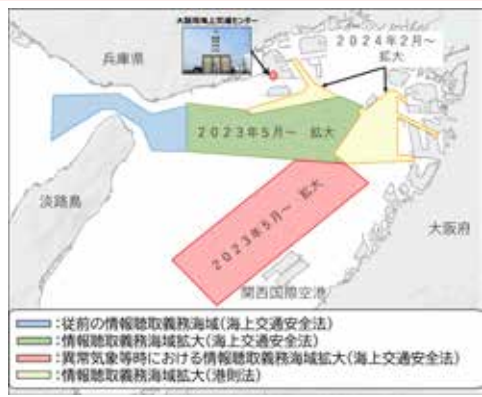 大阪湾海上交通センター
兵庫県
2024年2月～
拡大
2023年5月～ 拡大
淡路島
2023年5月～ 拡大
大阪府
関西国際空港
:従前の情報聴取義務海域(海上交通安全法)
:情報聴取義務海域拡大(海上交通安全法)
:異常気象等時における情報聴取義務海域拡大(海上交通安全法)
:情報聴取義務海域拡大(港則法)